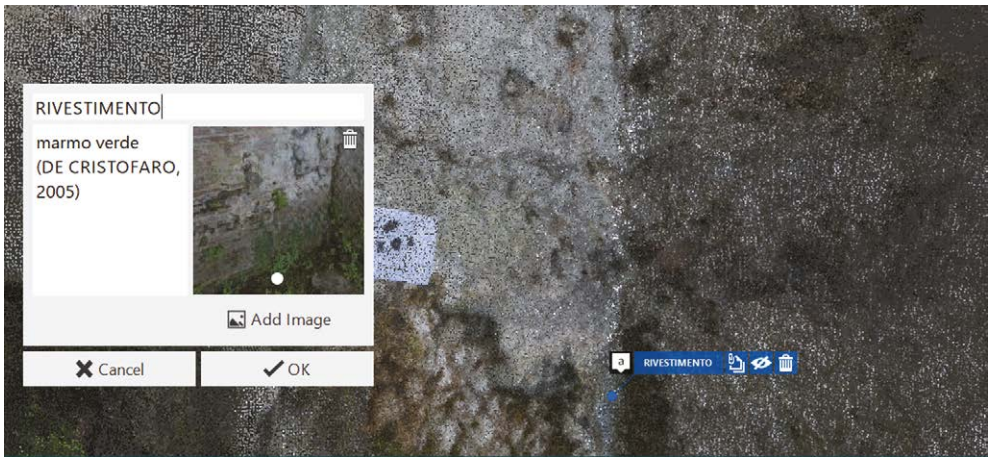 RIVESTIMENTO
marmo verde
(DE CRISTOFARO,
2005)
Add Image
Cancel
OK
a
RIVESTIMENTO